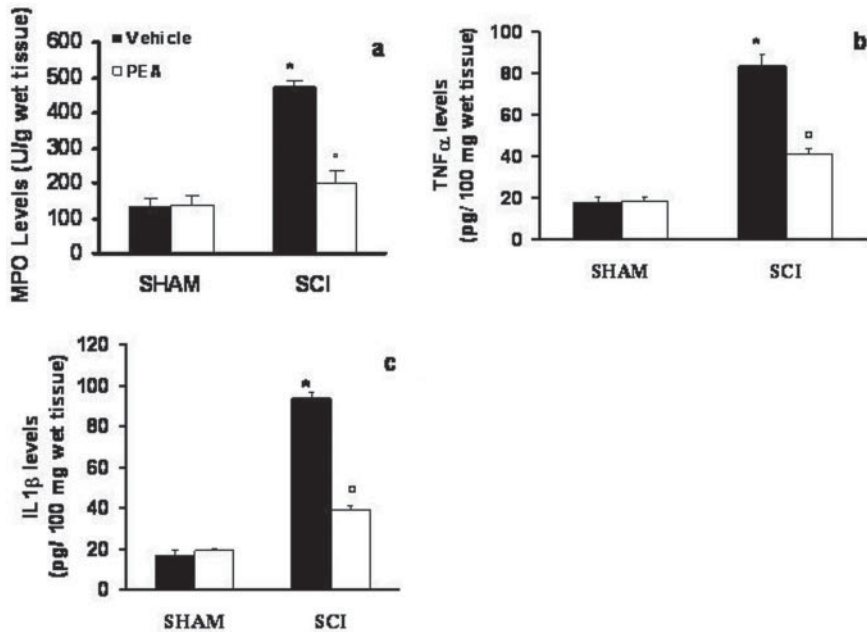 Vehicle
PEA
a
MPO Levels (U/g wet tissue)
600
500
400
300
200
100
0
*
SHAM
SCI
b
TNFα levels
(pg/ 100 mg wet tissue)
100
80
60
40
20
0
*
SHAM
SCI
c
IL1β levels
(pg/ 100 mg wet tissue)
120
100
80
60
40
20
0
*
SHAM
SCI